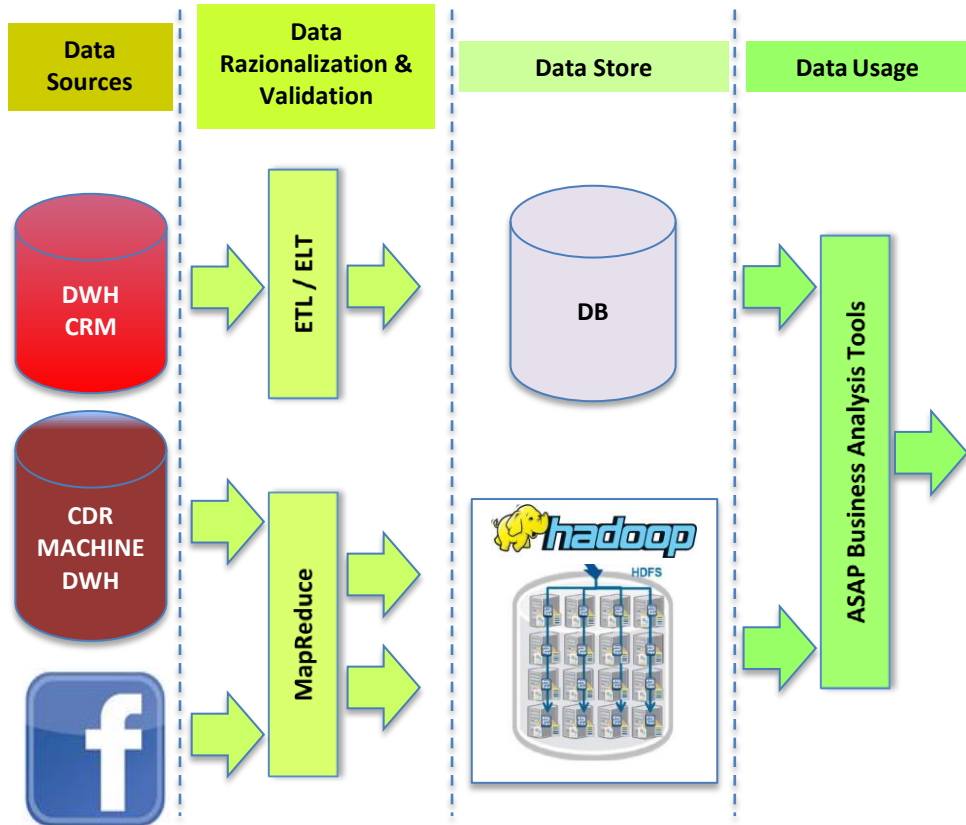 Data
Sources
Data
Razionalization &
Validation
Data Store
Data Usage
DWH
CRM
ETL / ELT
DB
CDR
MACHINE
DWH
MapReduce
hadoop
HDFS
ASAP Business Analysis Tools
f